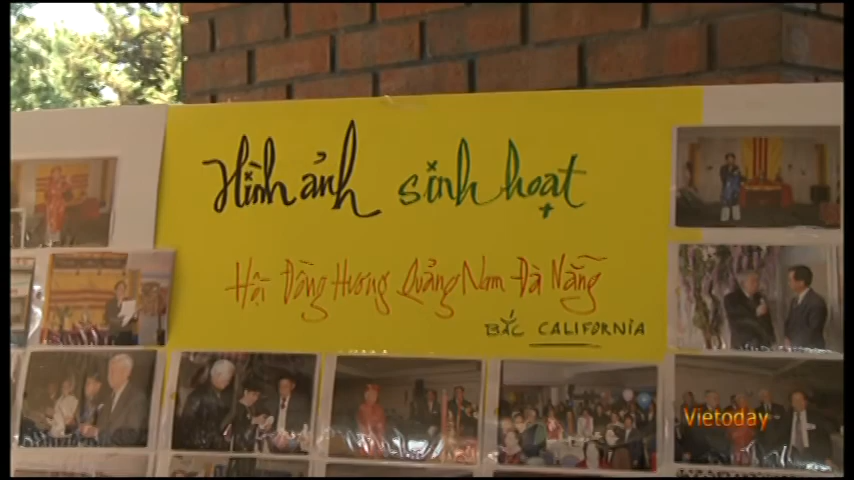 Hình ảnh sinh hoạt
Hội Đồng Hương Quảng Nam Đà Nẵng
BẮC CALIFORNIA
Vietoday